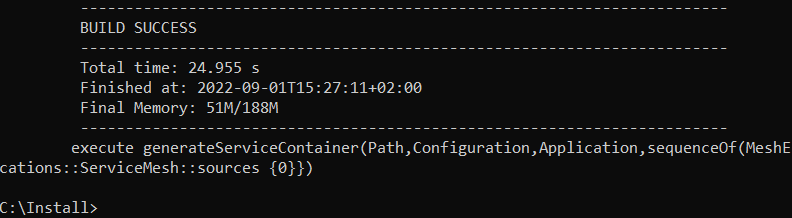 ------------------------------------------------------------------------
BUILD SUCCESS
------------------------------------------------------------------------
Total time: 24.955 s
Finished at: 2022-09-01T15:27:11+02:00
Final Memory: 51M/188M
------------------------------------------------------------------------
execute generateServiceContainer(Path,Configuration,Application,sequenceOf(MeshE
cations::ServiceMesh::sources {0}})
C:\Install>